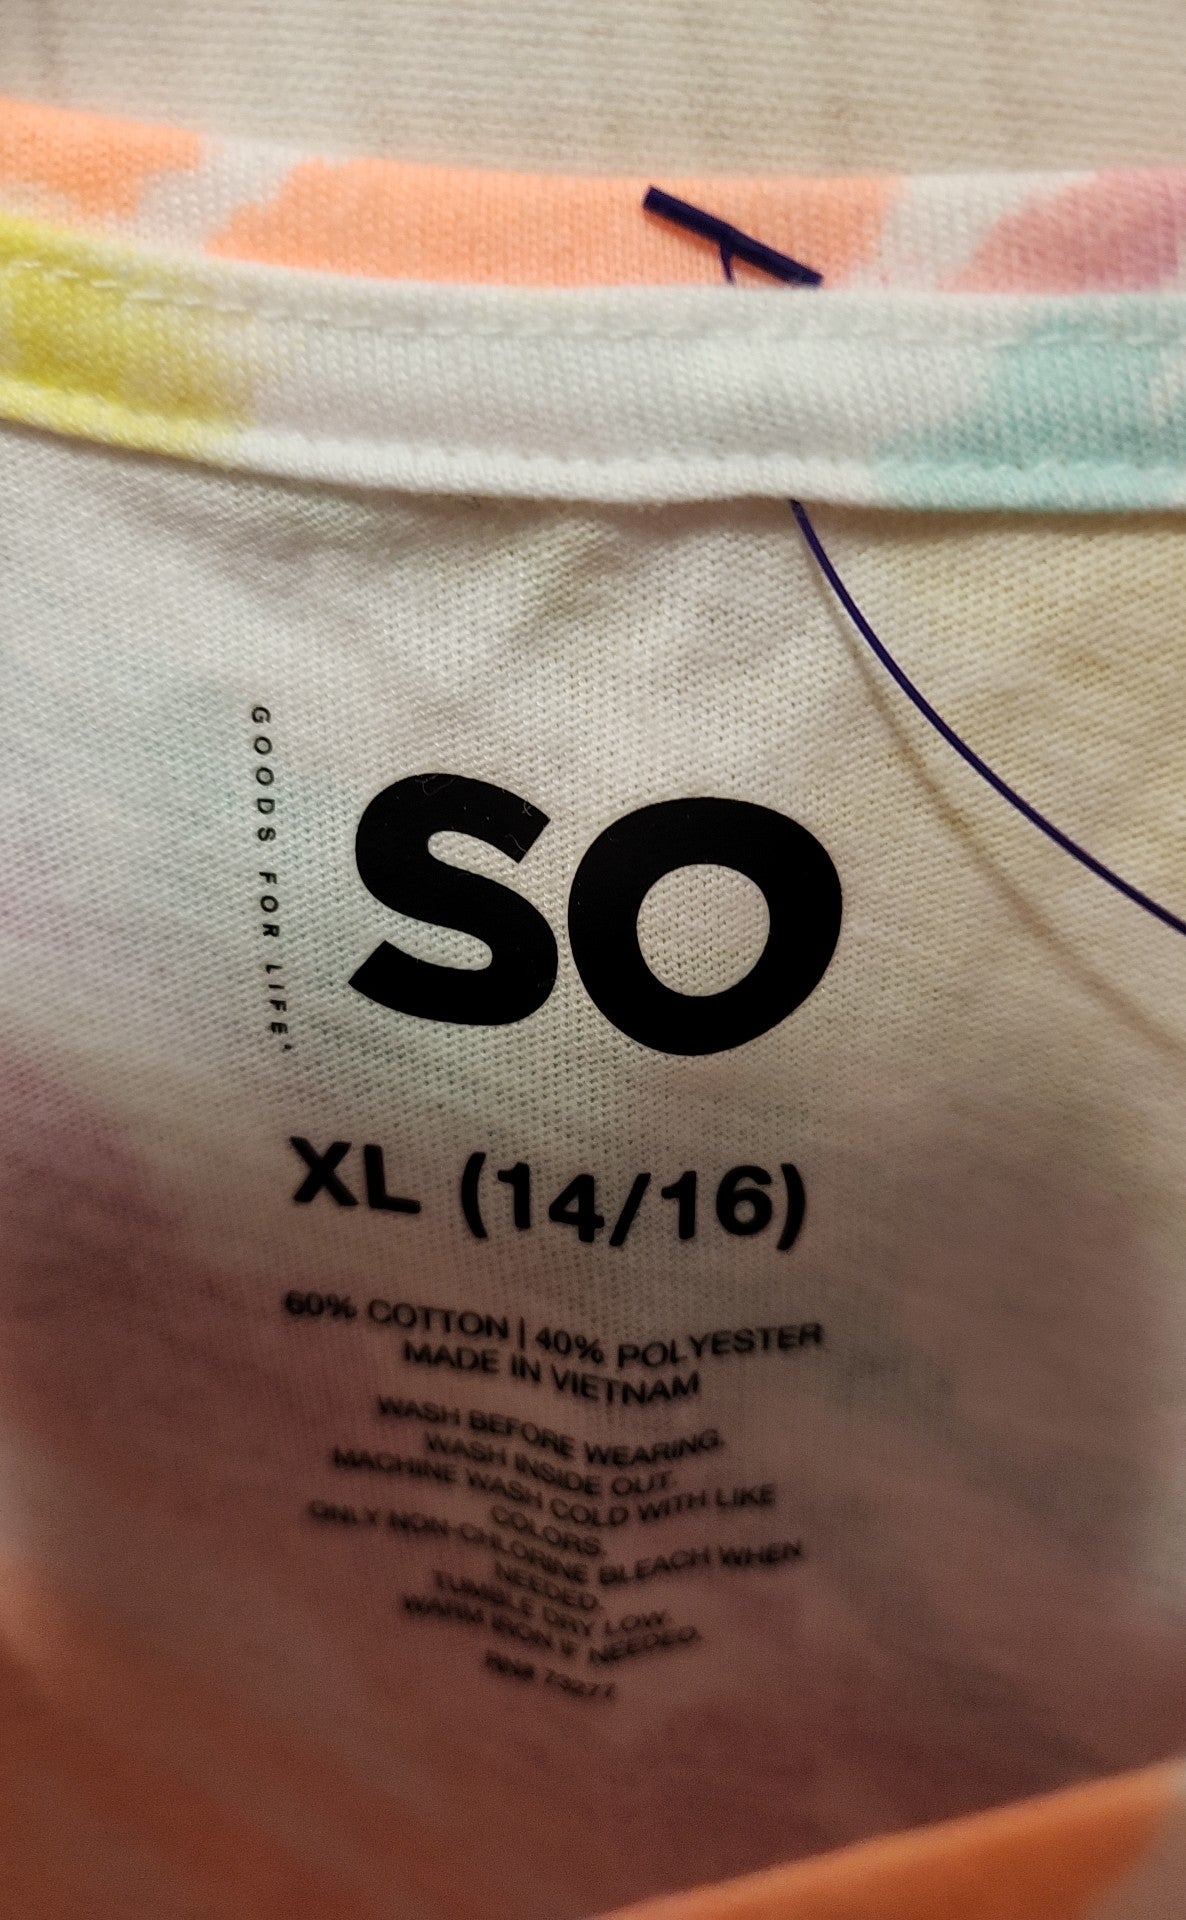 GOODS FOR LIFE
SO
XL (14/16)
60% COTTON | 40% POLYESTER
MADE IN VIETNAM
WASH BEFORE WEARING.
WASH INSIDE OUT.
MACHINE WASH COLD WITH LIKE
COLORS.
ONLY NON-CHLORINE BLEACH WHEN
NEEDED.
TUMBLE DRY LOW.
WARM IRON IF NEEDED.
RN# 73277